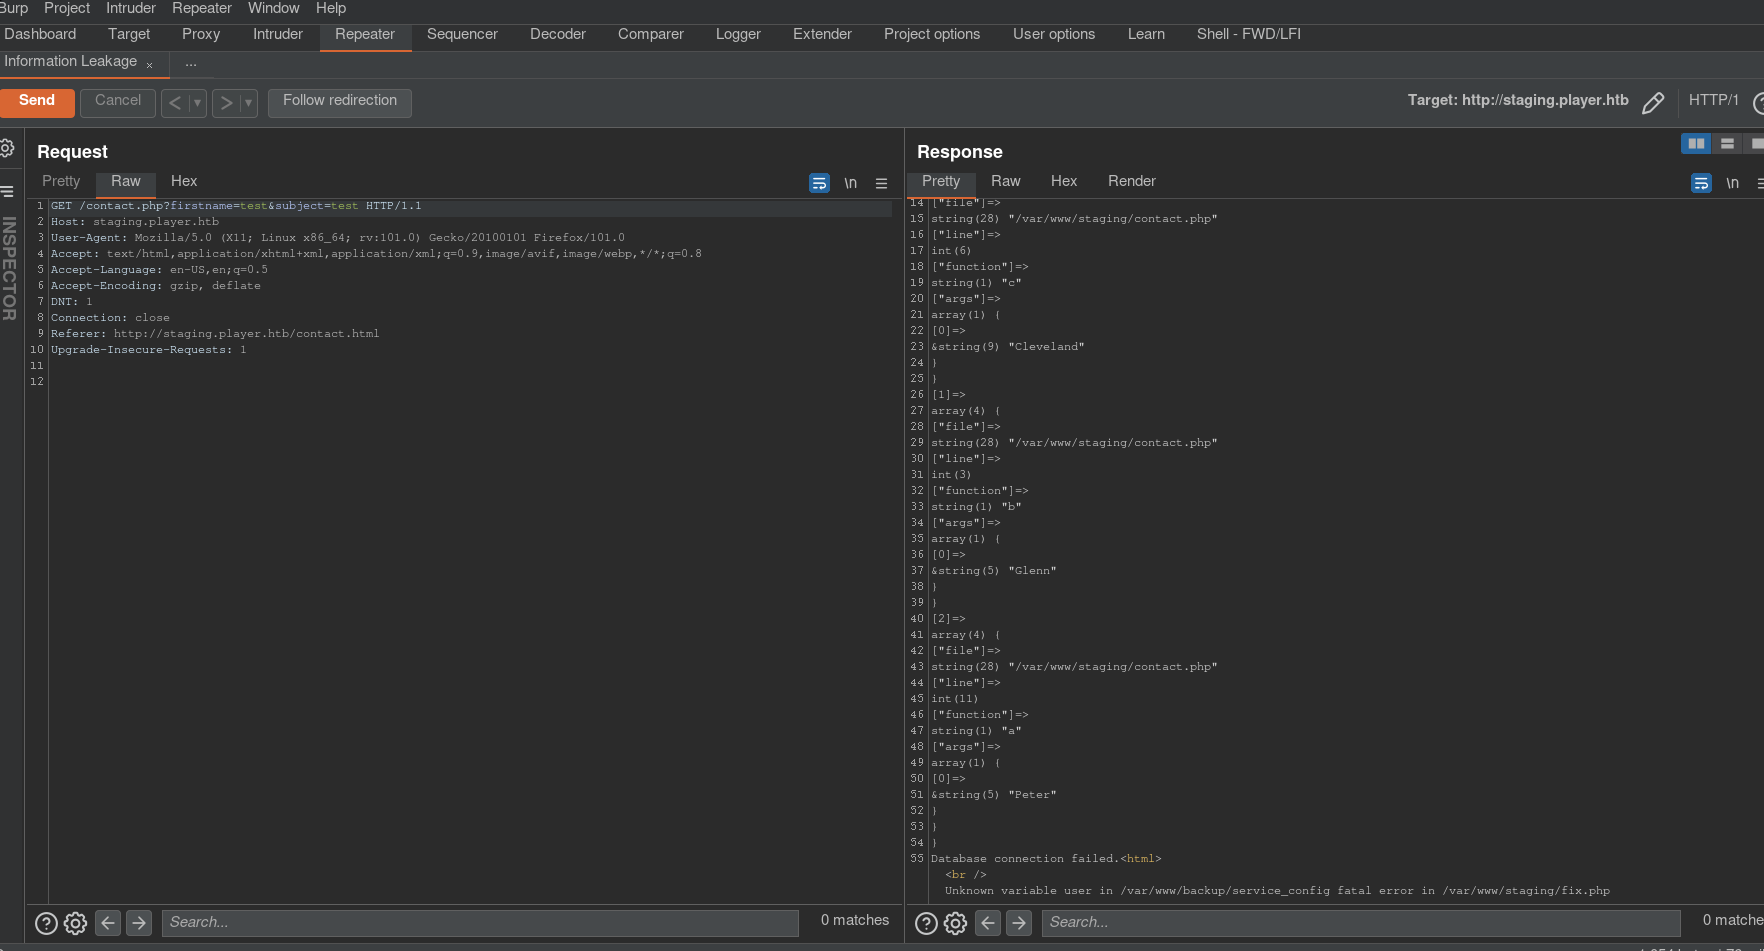 Burp Project Intruder Repeater Window Help
Dashboard Target Proxy Intruder Repeater Sequencer Decoder Comparer Logger Extender Project options User options Learn Shell - FWD/LFI
Information Leakage × ...
Send Cancel < > Follow redirection Target: http://staging.player.htb HTTP/1
INSPECTOR
Request
Pretty Raw Hex \n
1 GET /contact.php?firstname=test&subject=test HTTP/1.1
2 Host: staging.player.htb
3 User-Agent: Mozilla/5.0 (X11; Linux x86_64; rv:101.0) Gecko/20100101 Firefox/101.0
4 Accept: text/html,application/xhtml+xml,application/xml;q=0.9,image/avif,image/webp,*/*;q=0.8
5 Accept-Language: en-US,en;q=0.5
6 Accept-Encoding: gzip, deflate
7 DNT: 1
8 Connection: close
9 Referer: http://staging.player.htb/contact.html
10 Upgrade-Insecure-Requests: 1
11
12
Search... 0 matches
Response
Pretty Raw Hex Render \n
14 ["file"]=>
15 string(28) "/var/www/staging/contact.php"
16 ["line"]=>
17 int(6)
18 ["function"]=>
19 string(1) "c"
20 ["args"]=>
21 array(1) {
22 [0]=>
23 &string(9) "Cleveland"
24 }
25 }
26 [1]=>
27 array(4) {
28 ["file"]=>
29 string(28) "/var/www/staging/contact.php"
30 ["line"]=>
31 int(3)
32 ["function"]=>
33 string(1) "b"
34 ["args"]=>
35 array(1) {
36 [0]=>
37 &string(5) "Glenn"
38 }
39 }
40 [2]=>
41 array(4) {
42 ["file"]=>
43 string(28) "/var/www/staging/contact.php"
44 ["line"]=>
45 int(11)
46 ["function"]=>
47 string(1) "a"
48 ["args"]=>
49 array(1) {
50 [0]=>
51 &string(5) "Peter"
52 }
53 }
54 }
55 Database connection failed.<html>
<br />
Unknown variable user in /var/www/backup/service_config fatal error in /var/www/staging/fix.php
Search... 0 matche